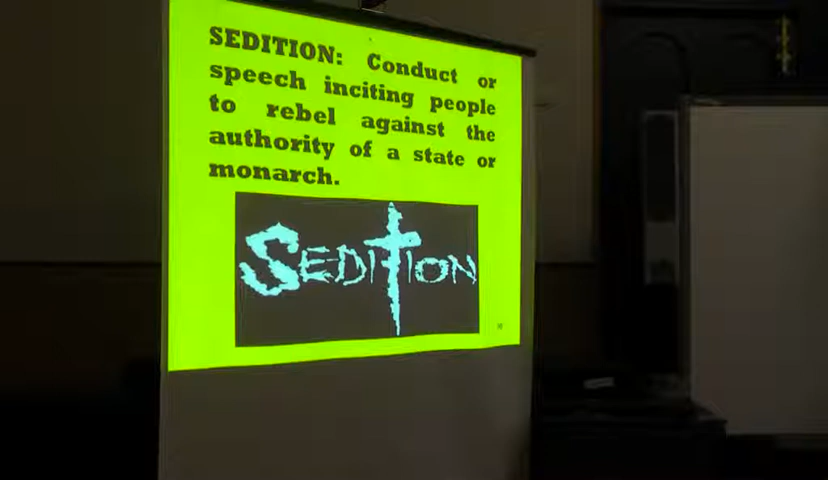 SEDITION: Conduct or
speech inciting people
to rebel against the
authority of a state or
monarch.
SEDITION